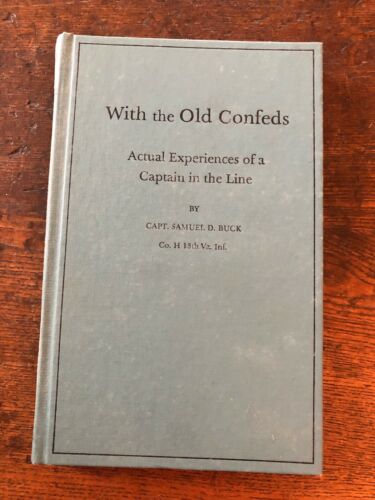 With the Old Confeds
Actual Experiences of a
Captain in the Line
BY
CAPT. SAMUEL D. BUCK
Co. H 13th Va. Inf.